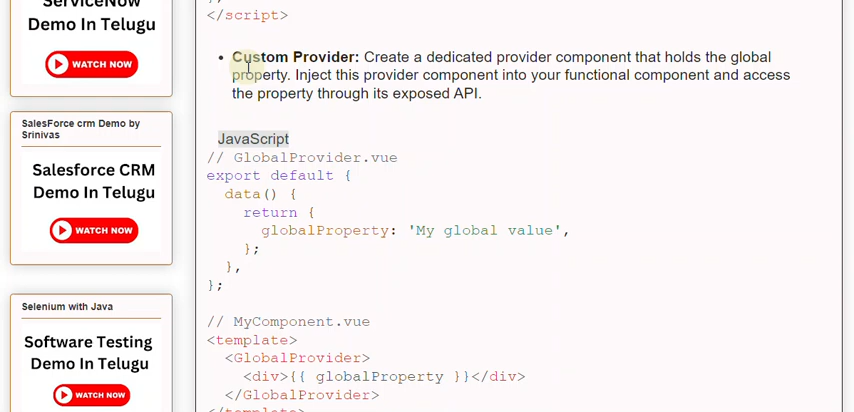 ServiceNow
Demo In Telugu
WATCH NOW
SalesForce crm Demo by
Srinivas
Salesforce CRM
Demo In Telugu
WATCH NOW
Selenium with Java
Software Testing
Demo In Telugu
WATCH NOW
};
</script>
• Custom Provider: Create a dedicated provider component that holds the global
property. Inject this provider component into your functional component and access
the property through its exposed API.
JavaScript
// GlobalProvider.vue
export default {
data() {
return {
globalProperty: 'My global value',
};
},
};
// MyComponent.vue
<template>
<GlobalProvider>
<div>{{ globalProperty }}</div>
</GlobalProvider>
</template>